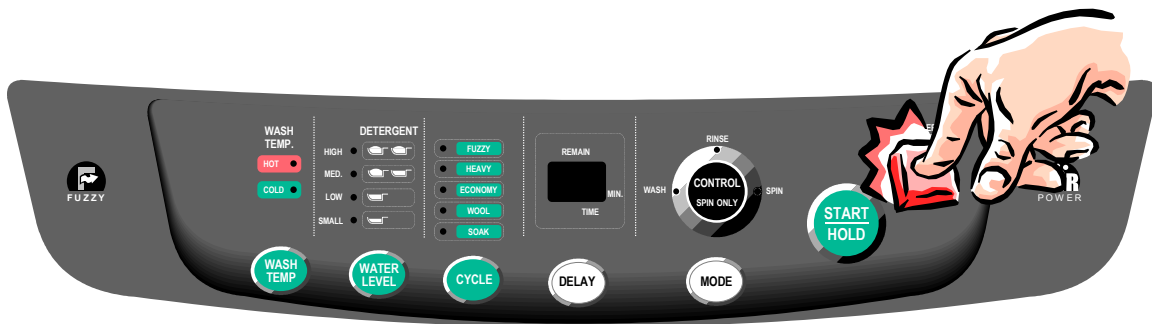 FUZZY
WASH
TEMP.
HOT
COLD
DETERGENT
HIGH
MED.
LOW
SMALL
FUZZY
HEAVY
ECONOMY
WOOL
SOAK
REMAIN
MIN.
TIME
RINSE
WASH
SPIN
CONTROL
SPIN ONLY
START
HOLD
POWER
WASH
TEMP
WATER
LEVEL
CYCLE
DELAY
MODE